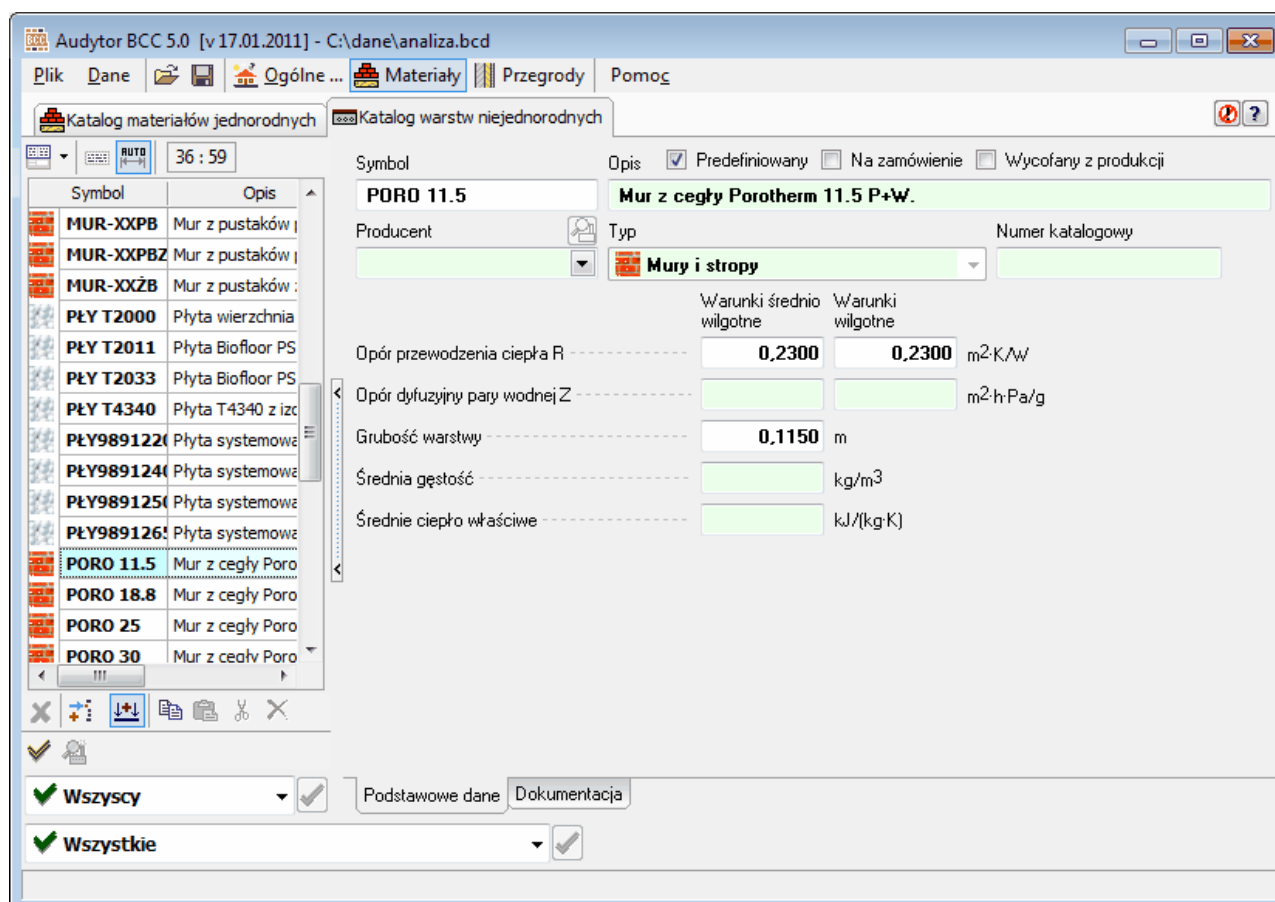 Audytor BCC 5.0 [v 17.01.2011] - C:\dane\analiza.bcd
Plik Dane Ogólne ... Materiały Przegrody Pomoc
Katalog materiałów jednorodnych Katalog warstw niejednorodnych
AUTO 36 : 59
Symbol Opis
MUR-XXPB Mur z pustaków
MUR-XXPBZ Mur z pustaków
MUR-XXŻB Mur z pustaków
PŁY T2000 Płyta wierzchnia
PŁY T2011 Płyta Biofloor PS
PŁY T2033 Płyta Biofloor PS
PŁY T4340 Płyta T4340 z izo
PŁY9891220 Płyta systemowa
PŁY9891240 Płyta systemowa
PŁY9891250 Płyta systemowa
PŁY9891265 Płyta systemowa
PORO 11.5 Mur z cegły Poro
PORO 18.8 Mur z cegły Poro
PORO 25 Mur z cegły Poro
PORO 30 Mur z cegły Poro
Wszyscy
Wszystkie
Symbol Opis Predefiniowany Na zamówienie Wycofany z produkcji
PORO 11.5 Mur z cegły Porotherm 11.5 P+W.
Producent Typ Numer katalogowy
Mury i stropy
Warunki średnio Warunki
wilgotne wilgotne
Opór przewodzenia ciepła R 0,2300 0,2300 m2·K/W
Opór dyfuzyjny pary wodnej Z m2·h·Pa/g
Grubość warstwy 0,1150 m
Średnia gęstość kg/m3
Średnie ciepło właściwe kJ/(kg·K)
Podstawowe dane Dokumentacja